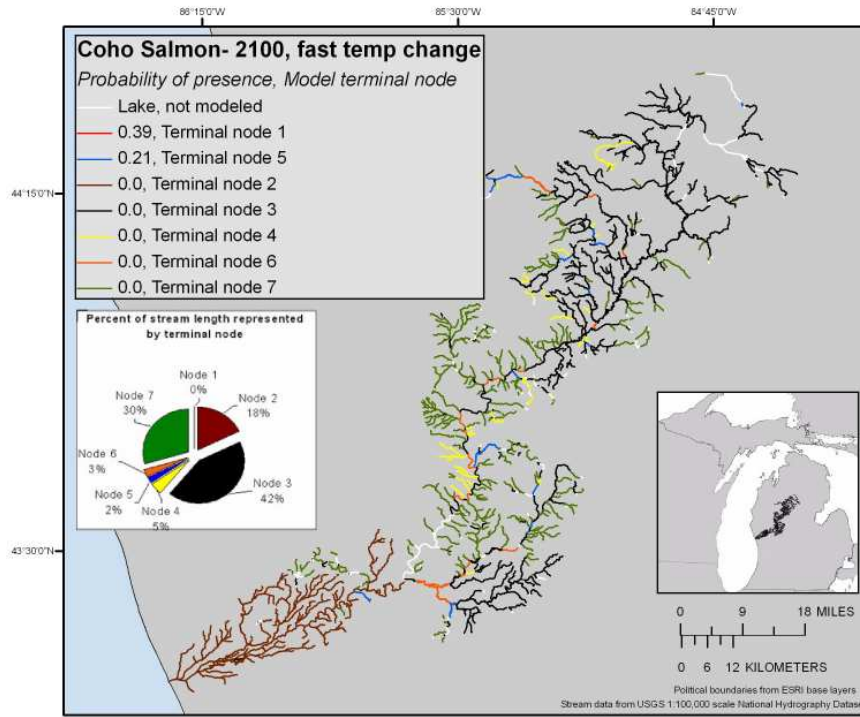 86°15'0"W 85°30'0"W 84°45'0"W
Coho Salmon- 2100, fast temp change
Probability of presence, Model terminal node
Lake, not modeled
0.39, Terminal node 1
0.21, Terminal node 5
0.0, Terminal node 2
0.0, Terminal node 3
0.0, Terminal node 4
0.0, Terminal node 6
0.0, Terminal node 7
44°15'0"N
Percent of stream length represented
by terminal node
Node 1
0%
Node 2
18%
Node 7
30%
Node 6
3%
Node 5
2%
Node 4
5%
Node 3
42%
43°30'0"N
0 9 18 MILES
0 6 12 KILOMETERS
Political boundaries from ESRI base layers
Stream data from USGS 1:100,000 scale National Hydrography Datase